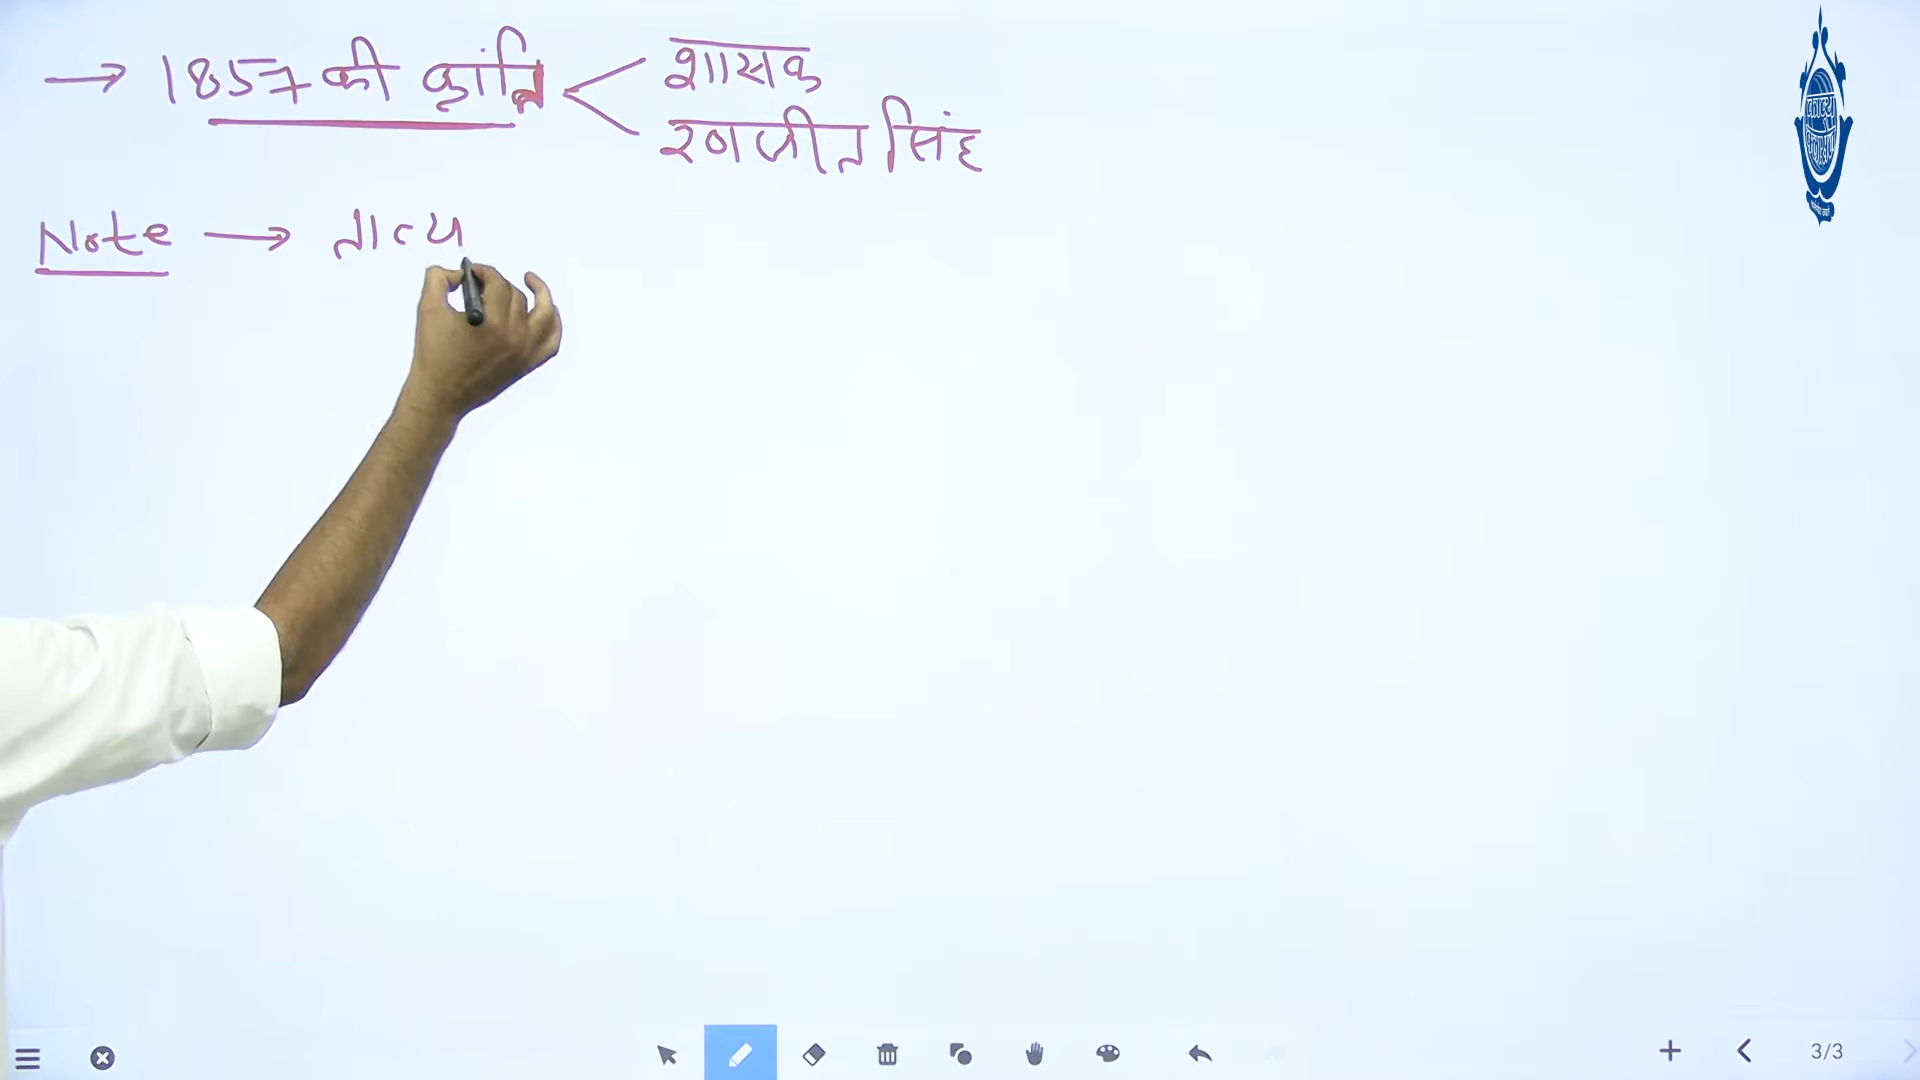 → 1857 की क्रांति < शासक
रणजीत सिंह
Note → तात्य
काव्य
3/3